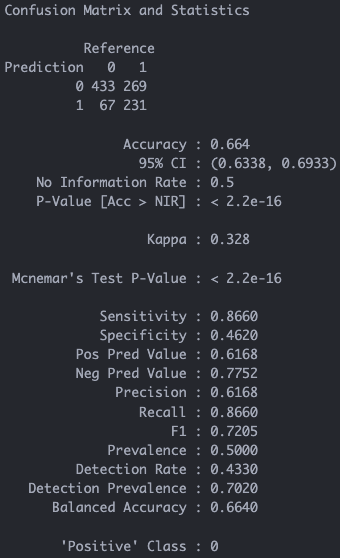 Confusion Matrix and Statistics
Reference
Prediction 0 1
0 433 269
1 67 231
Accuracy : 0.664
95% CI : (0.6338, 0.6933)
No Information Rate : 0.5
P-Value [Acc > NIR] : < 2.2e-16
Kappa : 0.328
Mcnemar's Test P-Value : < 2.2e-16
Sensitivity : 0.8660
Specificity : 0.4620
Pos Pred Value : 0.6168
Neg Pred Value : 0.7752
Precision : 0.6168
Recall : 0.8660
F1 : 0.7205
Prevalence : 0.5000
Detection Rate : 0.4330
Detection Prevalence : 0.7020
Balanced Accuracy : 0.6640
'Positive' Class : 0